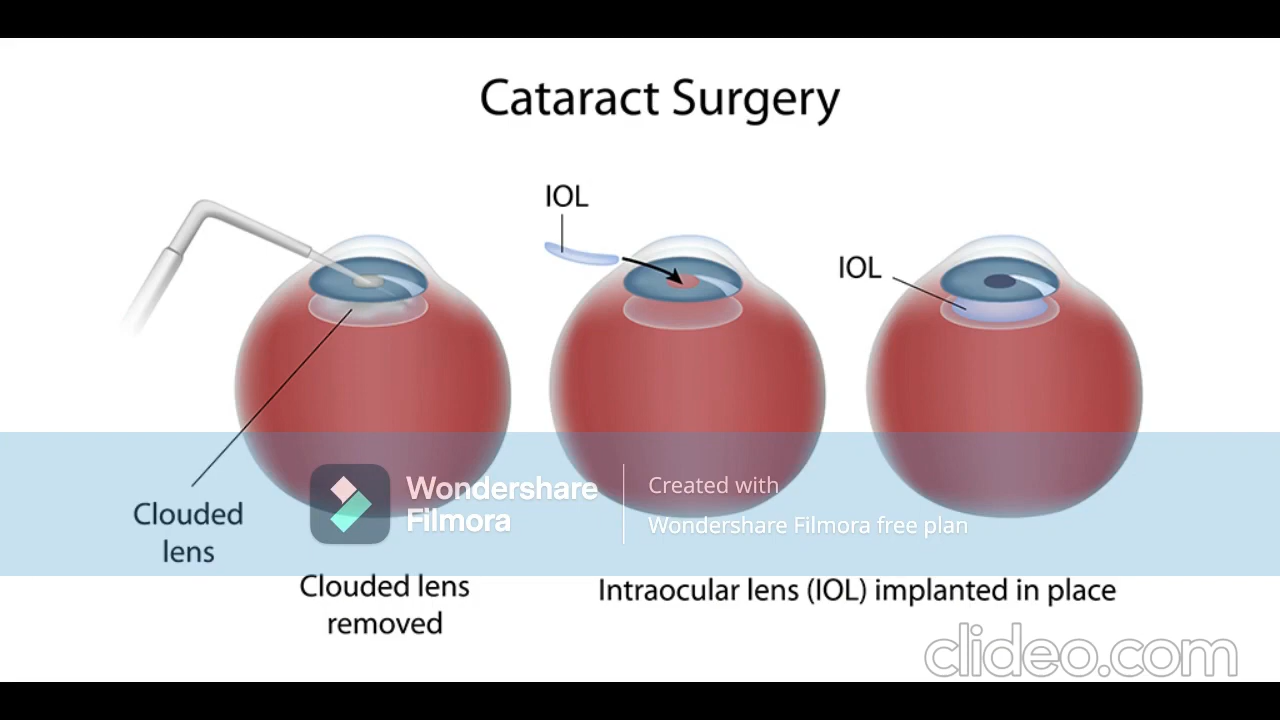 Cataract Surgery
IOL
IOL
Clouded
lens
Wondershare
Filmora
Created with
Wondershare Filmora free plan
Clouded lens
removed
Intraocular lens (IOL) implanted in place
clideo.com